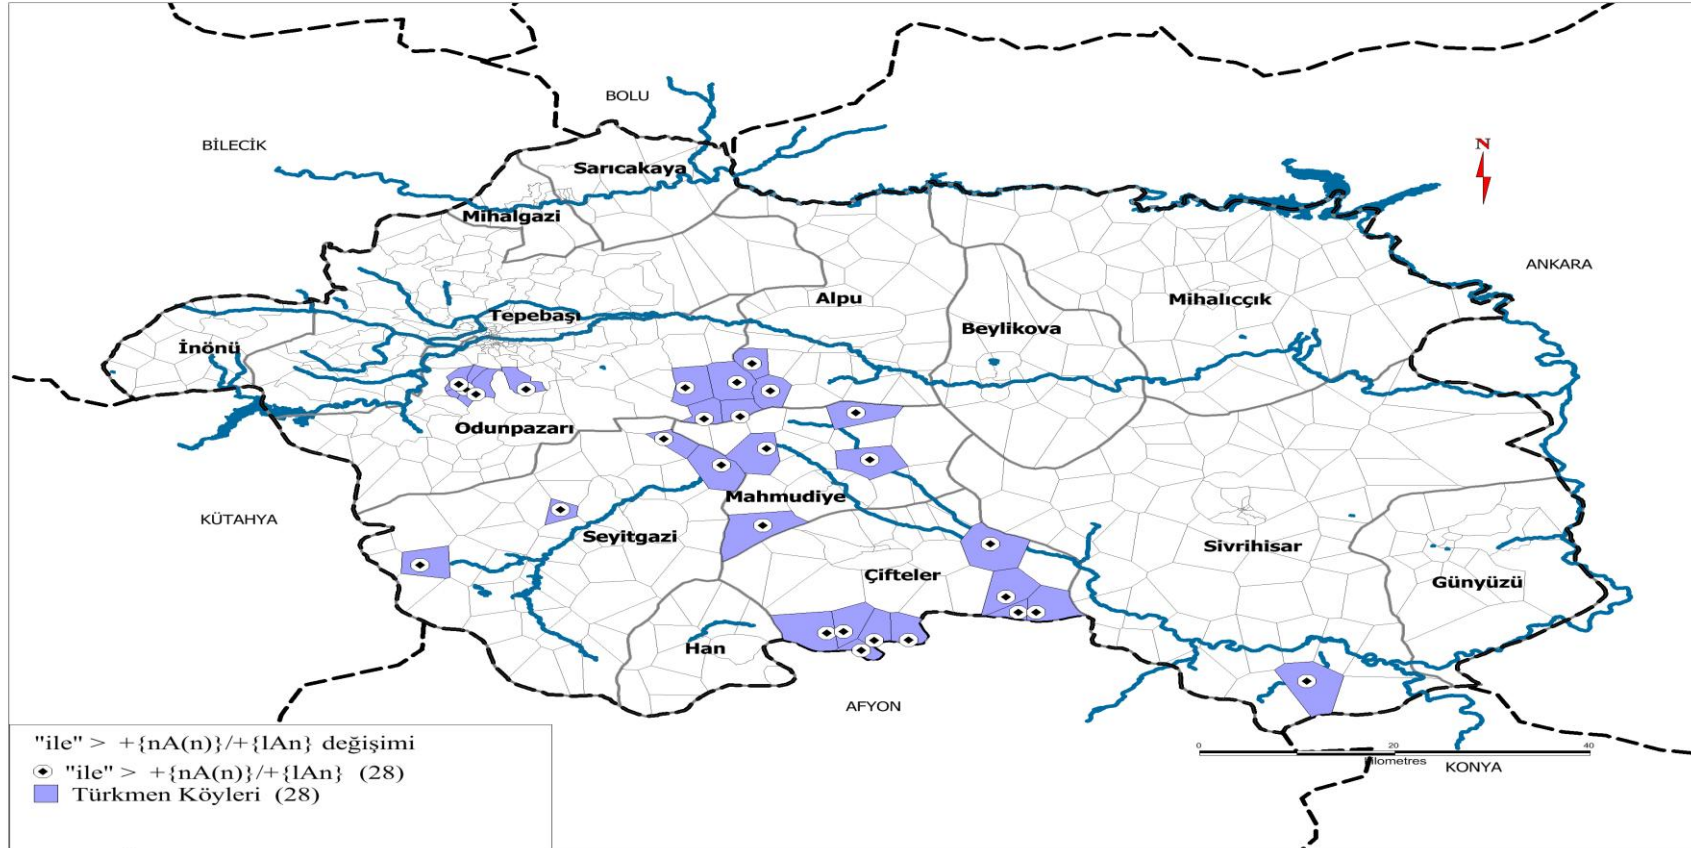 BOLU
BİLECİK
N
Sarıcakaya
Mihalgazi
ANKARA
Alpu
Mihalıççık
Tepebaşı
Beylikova
İnönü
Odunpazarı
Mahmudiye
KÜTAHYA
Seyitgazi
Sivrihisar
Çifteler
Günyüzü
Han
AFYON
"ile" > +{nA(n)}/+{lAn} değişimi
"ile" > +{nA(n)}/+{lAn} (28)
Türkmen Köyleri (28)
0 20 40
Kilometres
KONYA